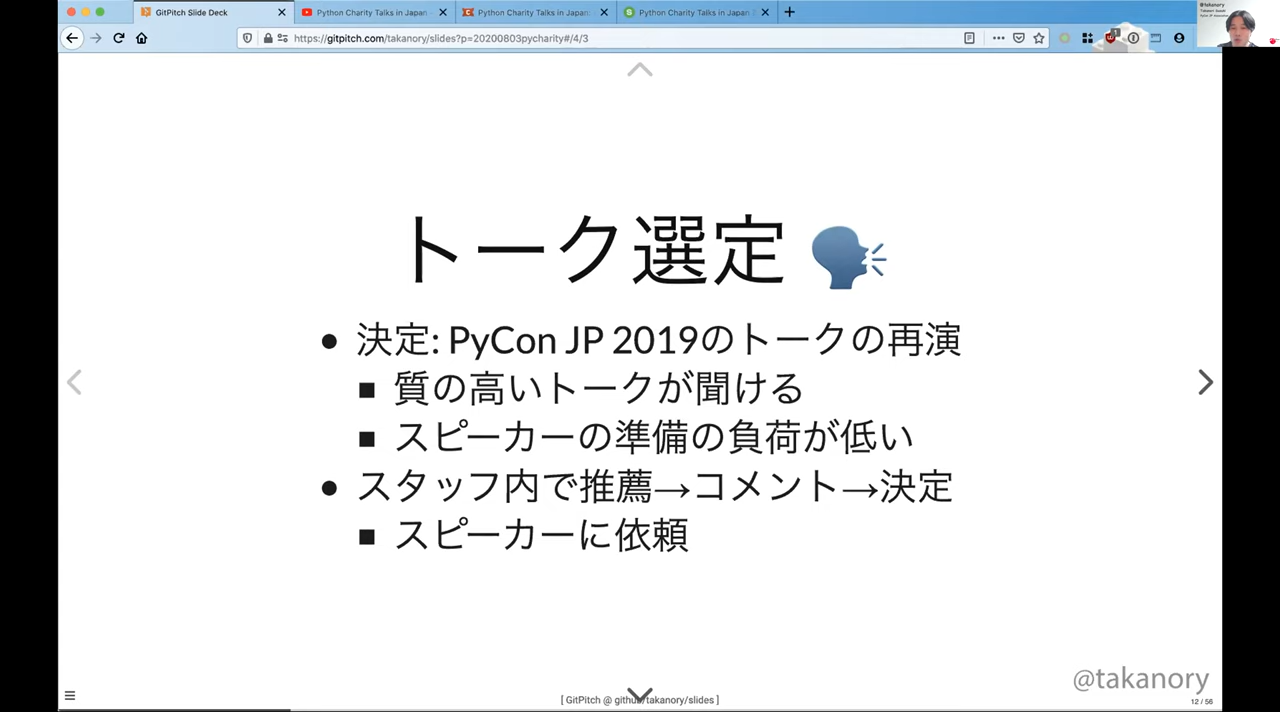 GitPitch Slide Deck
Python Charity Talks in Japan
Python Charity Talks in Japan:
Python Charity Talks in Japan
https://gitpitch.com/takanory/slides?p=20200803pycharity#/4/3
@takanory
トーク選定
決定: PyCon JP 2019のトークの再演
質の高いトークが聞ける
スピーカーの準備の負荷が低い
スタッフ内で推薦→コメント→決定
スピーカーに依頼
@takanory
[ GitPitch @ github/takanory/slides ]
12 / 56